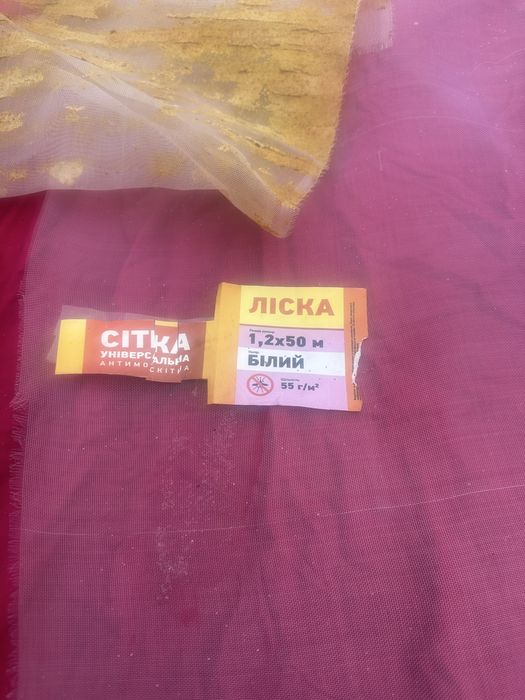 СІТКА
УНІВЕРСАЛЬНА
АНТИМОСКІТНА
ЛІСКА
1,2х50 м
БІЛИЙ
55 г/м²